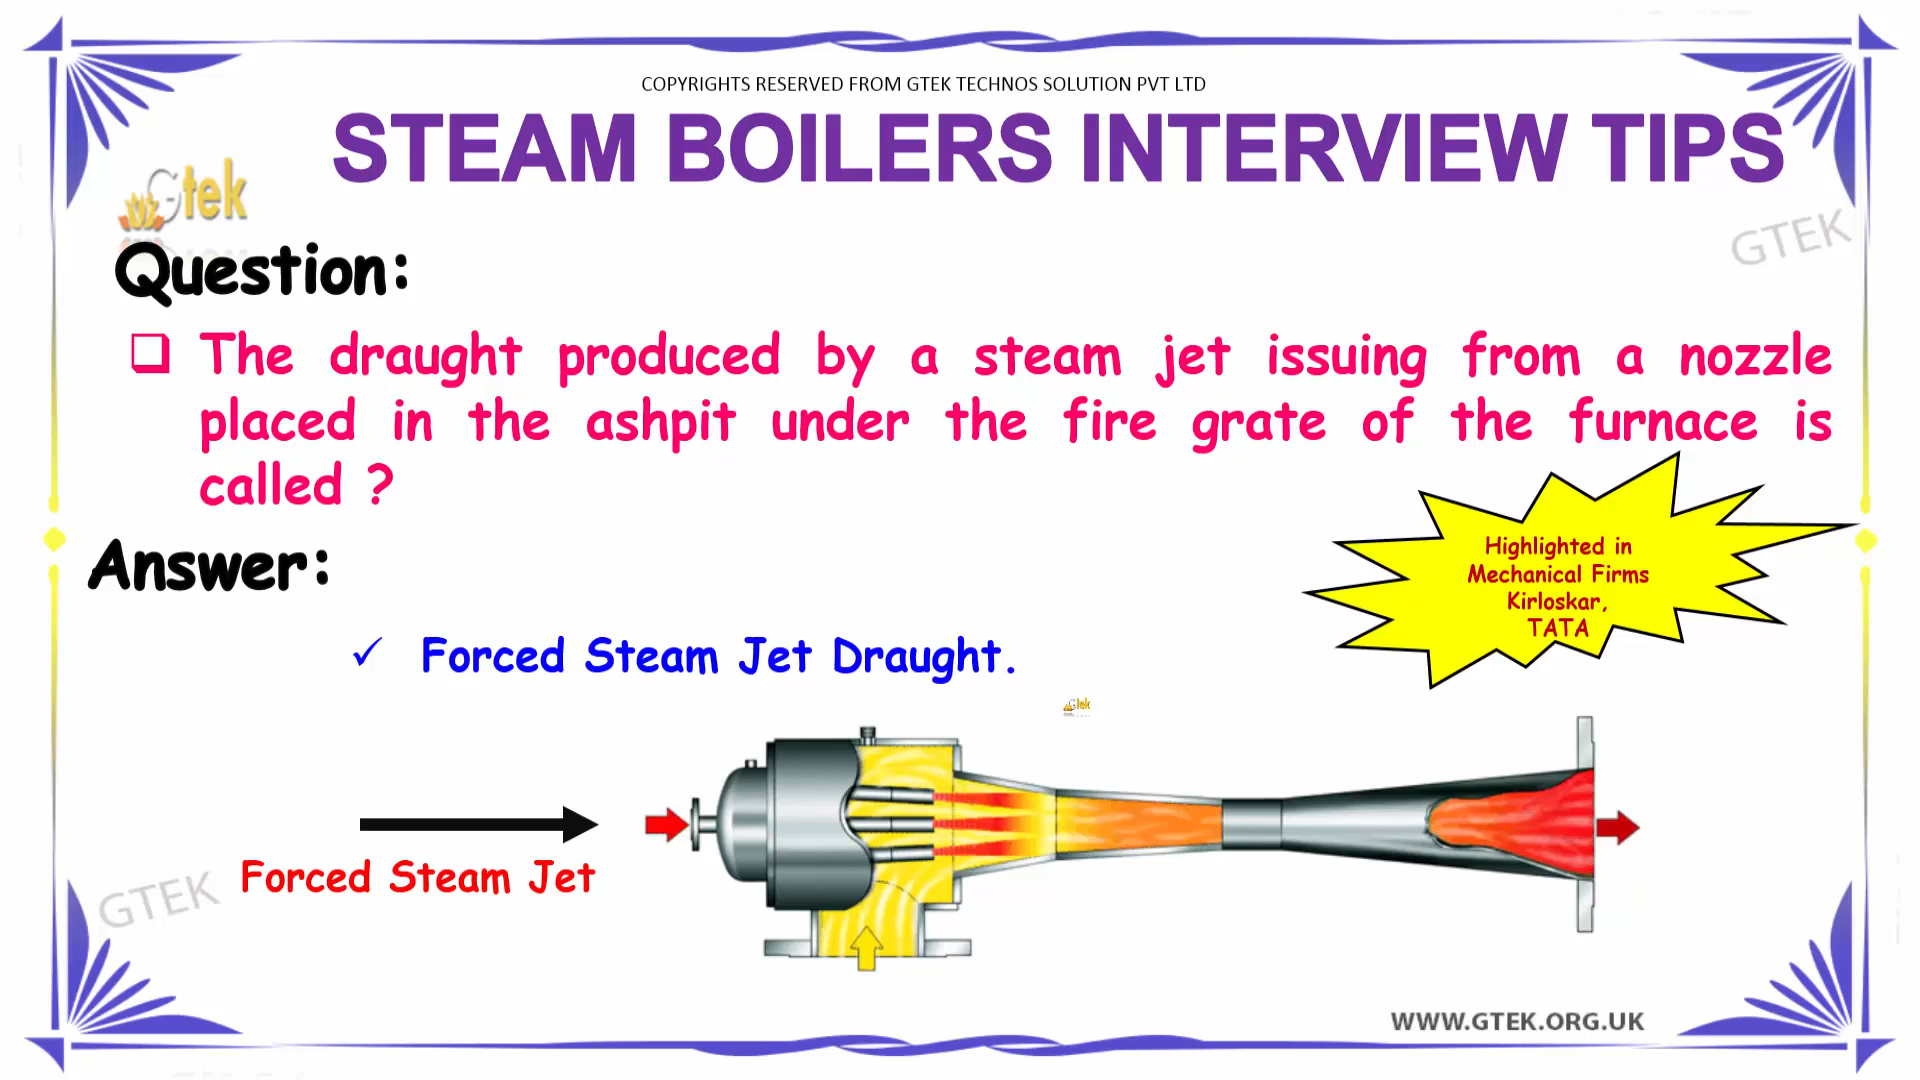 COPYRIGHTS RESERVED FROM GTEK TECHNOS SOLUTION PVT LTD
STEAM BOILERS INTERVIEW TIPS
Gtek
GTEK
Question:
The draught produced by a steam jet issuing from a nozzle
placed in the ashpit under the fire grate of the furnace is
called ?
Highlighted in
Mechanical Firms
Kirloskar,
TATA
Answer:
Forced Steam Jet Draught.
Gtek
Forced Steam Jet
GTEK
WWW.GTEK.ORG.UK